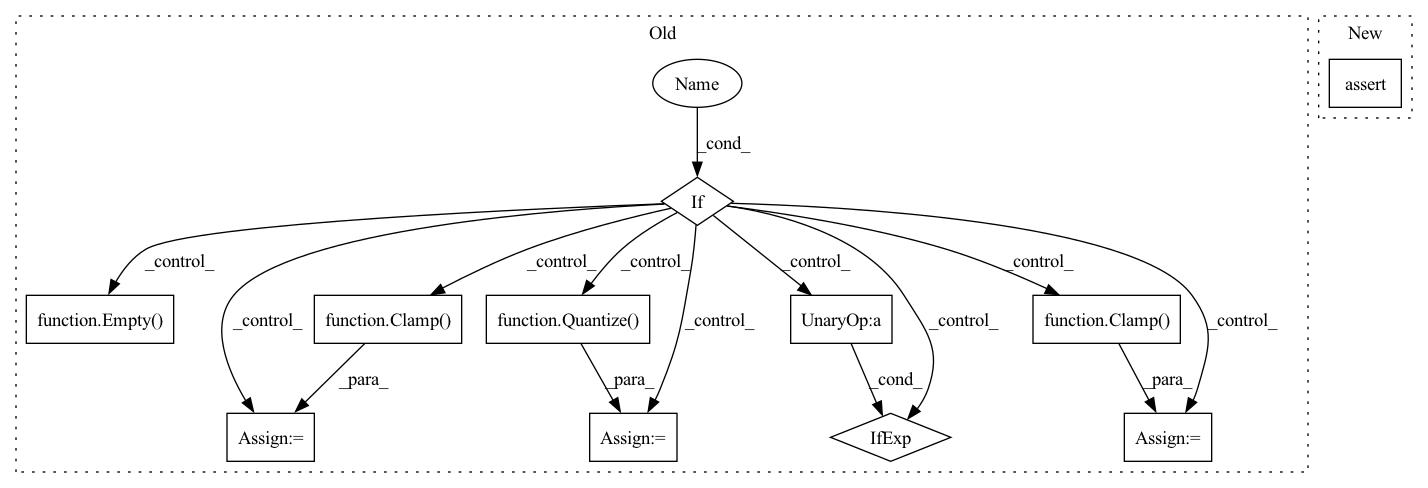 Old
New
Name
assert
_cond_
If
_control_
_control_
_control_
_control_
_control_
_control_
_control_
_control_
_control_
function.Empty()
function.Clamp()
function.Quantize()
UnaryOp:a
function.Clamp()
_para_
_para_
_cond_
_para_
Assign:=
Assign:=
IfExp
Assign:=